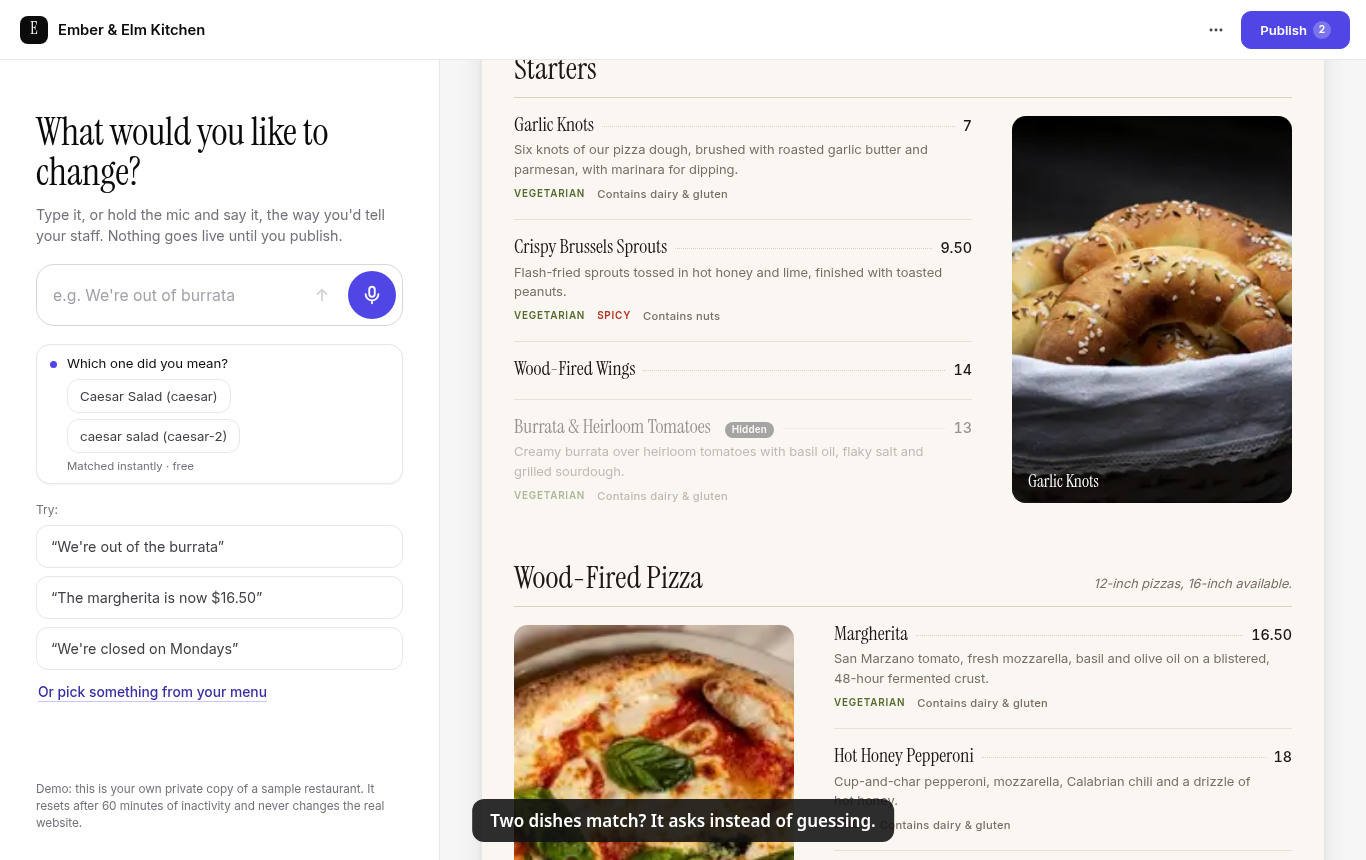 E
Ember & Elm Kitchen
Publish 2
What would you like to
change?
Type it, or hold the mic and say it, the way you'd tell
your staff. Nothing goes live until you publish.
e.g. We're out of burrata
Which one did you mean?
Caesar Salad (caesar)
caesar salad (caesar-2)
Matched instantly · free
Try:
“We're out of the burrata”
“The margherita is now $16.50”
“We're closed on Mondays”
Or pick something from your menu
Demo: this is your own private copy of a sample restaurant. It
resets after 60 minutes of inactivity and never changes the real
website.
Starters
Garlic Knots 7
Six knots of our pizza dough, brushed with roasted garlic butter and
parmesan, with marinara for dipping.
VEGETARIAN Contains dairy & gluten
Crispy Brussels Sprouts 9.50
Flash-fried sprouts tossed in hot honey and lime, finished with toasted
peanuts.
VEGETARIAN SPICY Contains nuts
Wood-Fired Wings 14
Burrata & Heirloom Tomatoes Hidden 13
Creamy burrata over heirloom tomatoes with basil oil, flaky salt and
grilled sourdough.
VEGETARIAN Contains dairy & gluten
Garlic Knots
Wood-Fired Pizza 12-inch pizzas, 16-inch available.
Margherita 16.50
San Marzano tomato, fresh mozzarella, basil and olive oil on a blistered,
48-hour fermented crust.
VEGETARIAN Contains dairy & gluten
Hot Honey Pepperoni 18
Cup-and-char pepperoni, mozzarella, Calabrian chili and a drizzle of
hot honey.
Contains dairy & gluten
Two dishes match? It asks instead of guessing.